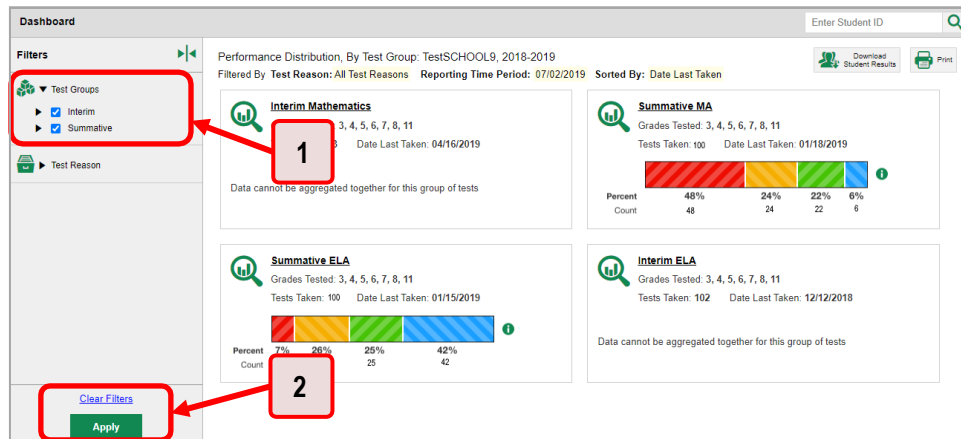 Dashboard
Enter Student ID
Filters
Test Groups
Interim
Summative
Test Reason
Clear Filters
Apply
Performance Distribution, By Test Group: TestSCHOOL9, 2018-2019
Filtered By Test Reason: All Test Reasons Reporting Time Period: 07/02/2019 Sorted By: Date Last Taken
Download
Student Results
Print
Interim Mathematics
3, 4, 5, 6, 7, 8, 11
Date Last Taken: 04/16/2019
Data cannot be aggregated together for this group of tests
Summative MA
Grades Tested: 3, 4, 5, 6, 7, 8, 11
Tests Taken: 100 Date Last Taken: 01/18/2019
Percent 48% 24% 22% 6%
Count 48 24 22 6
Summative ELA
Grades Tested: 3, 4, 5, 6, 7, 8, 11
Tests Taken: 100 Date Last Taken: 01/15/2019
Percent 7% 26% 25% 42%
Count 25 42
Interim ELA
Grades Tested: 3, 4, 5, 6, 7, 8, 11
Tests Taken: 102 Date Last Taken: 12/12/2018
Data cannot be aggregated together for this group of tests
1
2